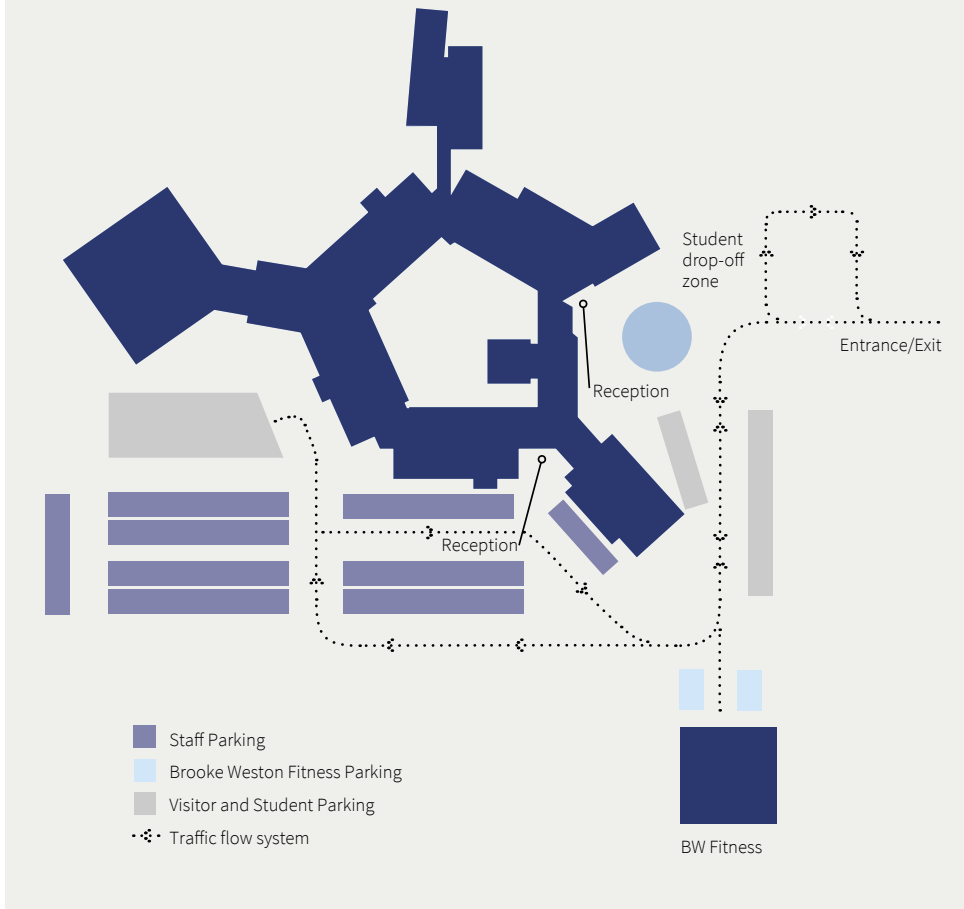 Student
drop-off
zone
Entrance/Exit
Reception
Reception
Staff Parking
Brooke Weston Fitness Parking
Visitor and Student Parking
Traffic flow system
BW Fitness